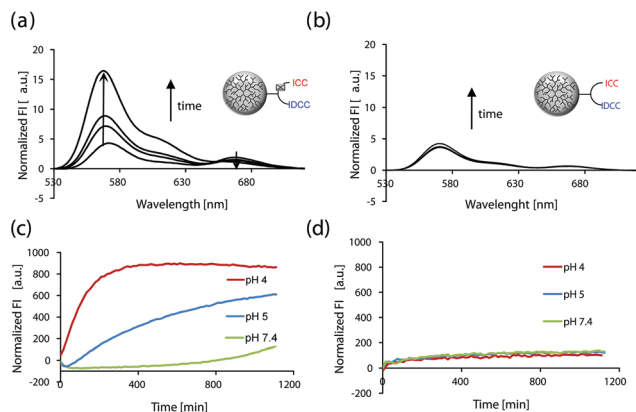 (a)
Normalized FI [ a.u.]
20
15
10
5
0
-5
530
580
630
680
Wavelength [nm]
time
ICC
IDCC
(b)
Normalized FI [ a.u.]
20
15
10
5
0
-5
530
580
630
680
Wavelenght [nm]
time
ICC
IDCC
(c)
Normalized FI [a.u.]
1000
800
600
400
200
0
-200
0
400
800
1200
Time [min]
pH 4
pH 5
pH 7.4
(d)
Normalized FI [a.u.]
1000
800
600
400
200
0
-200
0
400
800
1200
Time [min]
pH 4
pH 5
pH 7.4